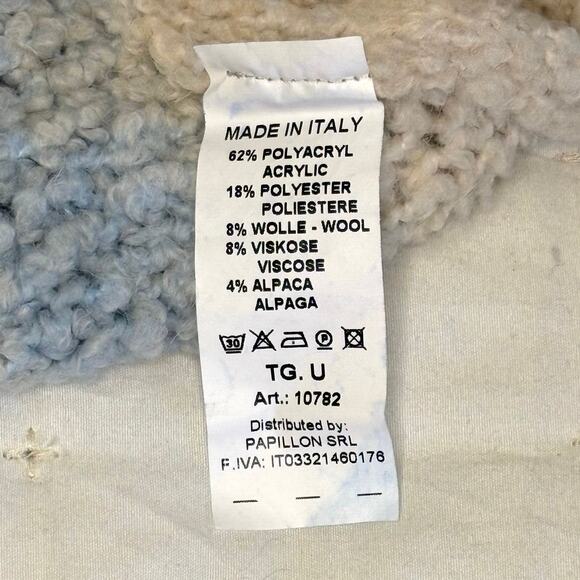 MADE IN ITALY
62% POLYACRYL
ACRYLIC
18% POLYESTER
POLIESTERE
8% WOLLE - WOOL
8% VISKOSE
VISCOSE
4% ALPACA
ALPAGA
30 P
TG. U
Art.: 10782
Distributed by:
PAPILLON SRL
P.IVA: IT03321460176